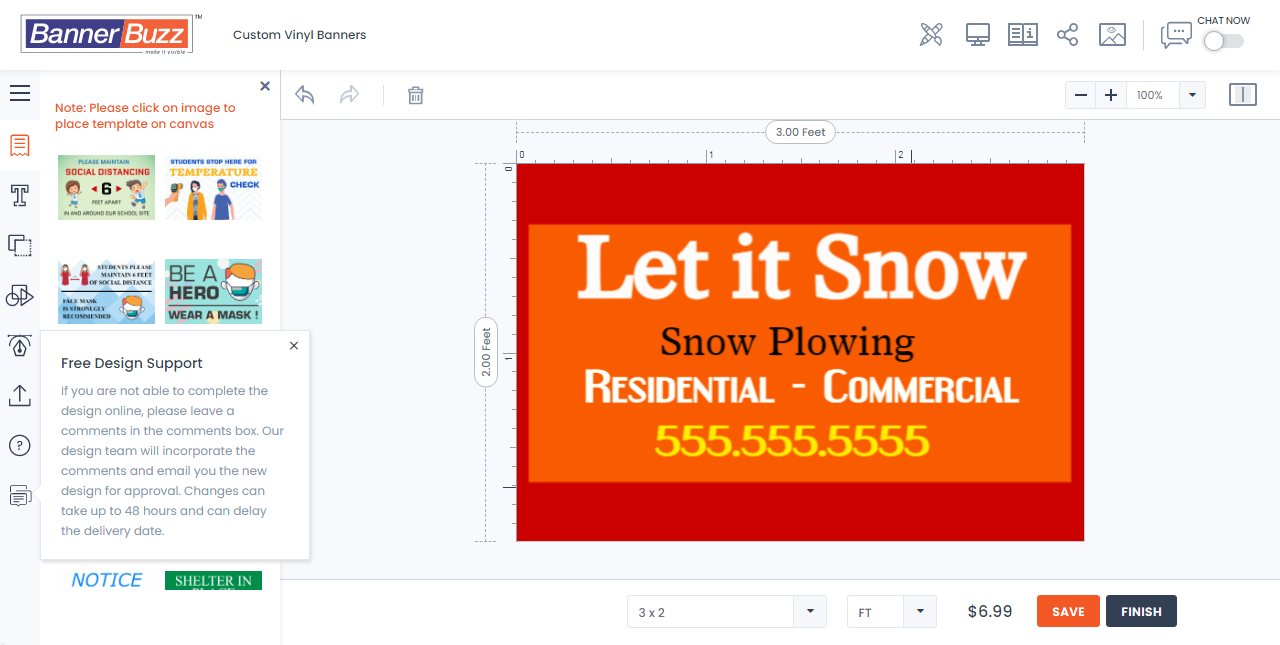 BannerBuzz™
make it visible
Custom Vinyl Banners
CHAT NOW
Note: Please click on image to
place template on canvas
PLEASE MAINTAIN
SOCIAL DISTANCING
6
FEET APART
IN AND AROUND OUR SCHOOL SITE
STUDENTS STOP HERE FOR
TEMPERATURE
CHECK
STUDENTS PLEASE
MAINTAIN 6 FEET
OF SOCIAL DISTANCE
FACE MASK
IS STRONLGLY
RECOMMENDED
BE A
HERO
WEAR A MASK !
Free Design Support
If you are not able to complete the
design online, please leave a
comments in the comments box. Our
design team will incorporate the
comments and email you the new
design for approval. Changes can
take up to 48 hours and can delay
the delivery date.
NOTICE
SHELTER IN
PLACE
100%
3.00 Feet
0 1 2
0
1
2.00 Feet
Let it Snow
Snow Plowing
Residential - Commercial
555.555.5555
3 x 2
FT
$6.99
SAVE
FINISH